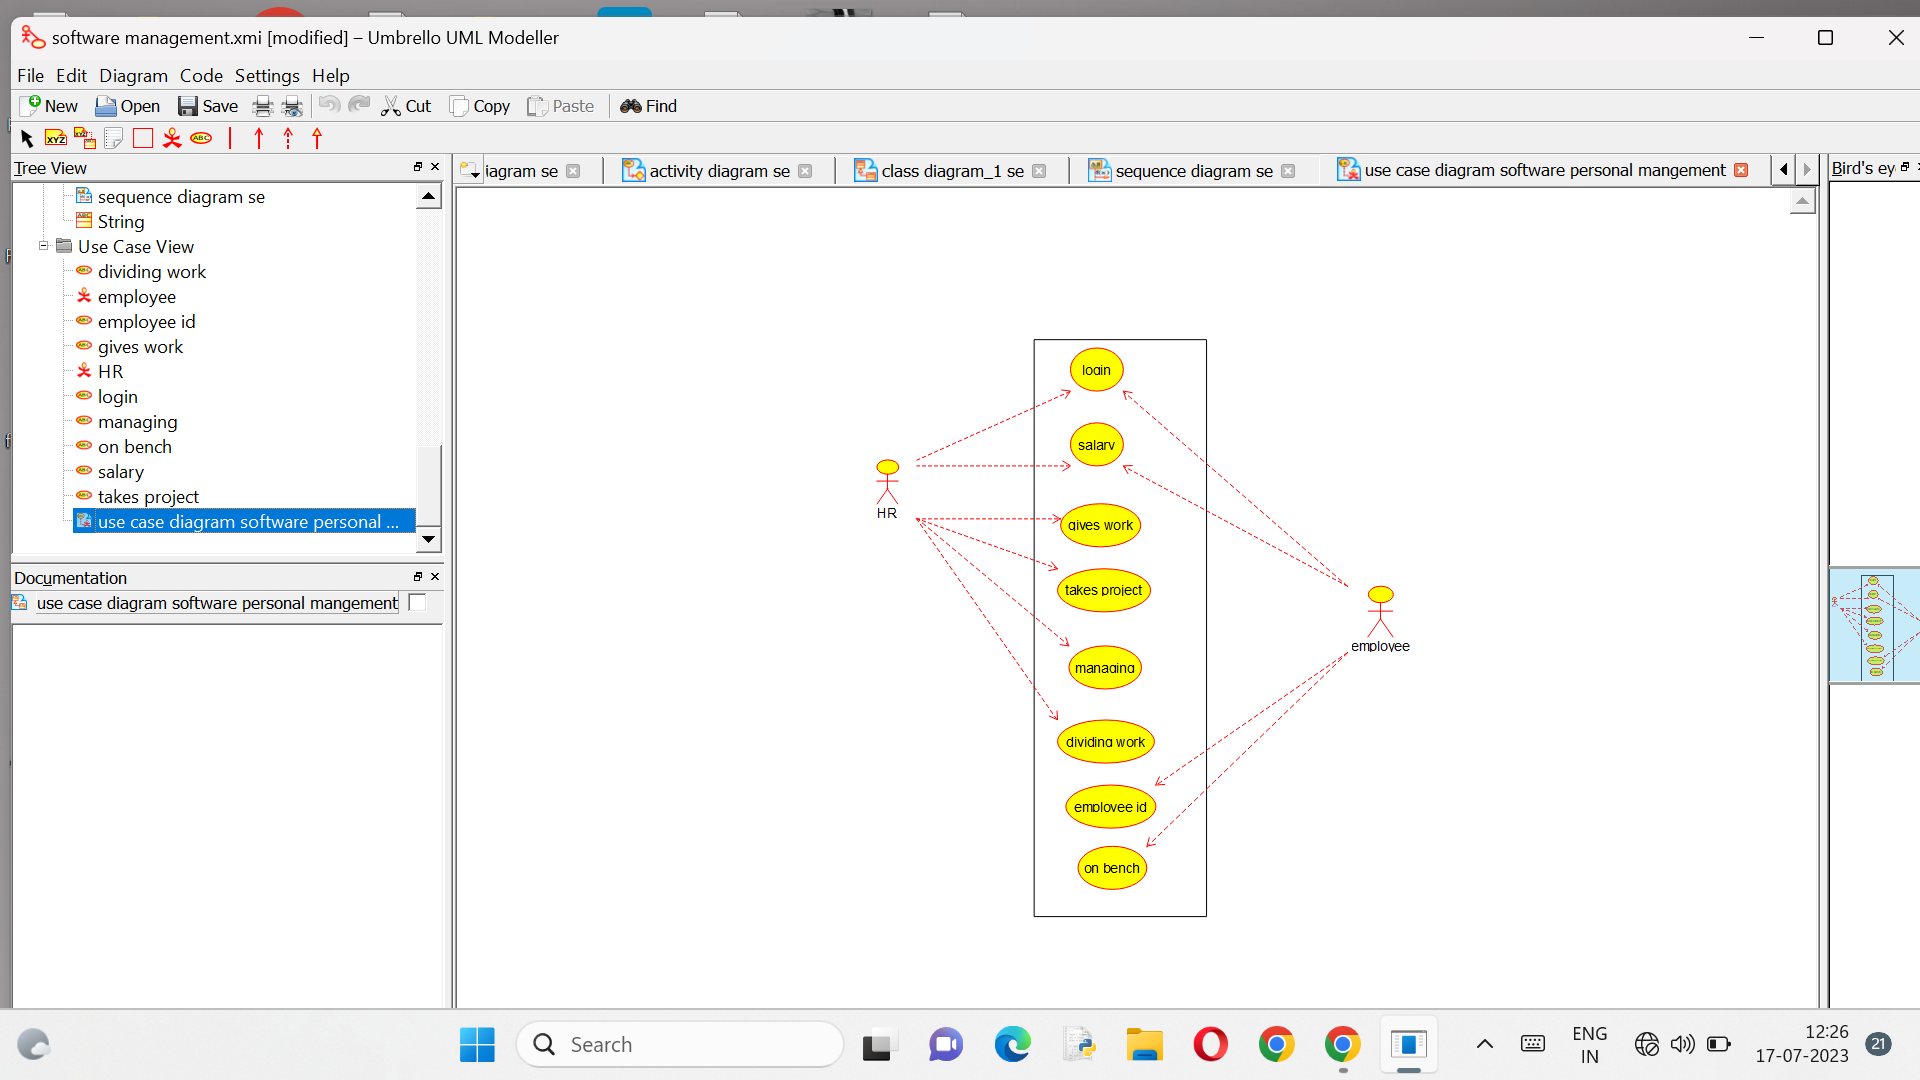 software management.xmi [modified] – Umbrello UML Modeller
File Edit Diagram Code Settings Help
New Open Save Cut Copy Paste Find
XYZ XYZ ABC
Tree View
iagram se activity diagram se class diagram_1 se sequence diagram se use case diagram software personal mangement
Bird's ey
sequence diagram se
String
Use Case View
dividing work
employee
employee id
gives work
HR
login
managing
on bench
salary
takes project
use case diagram software personal ...
Documentation
use case diagram software personal mangement
login
salary
HR
gives work
takes project
employee
managing
dividing work
employee id
on bench
Search
ENG
IN
12:26
17-07-2023
21